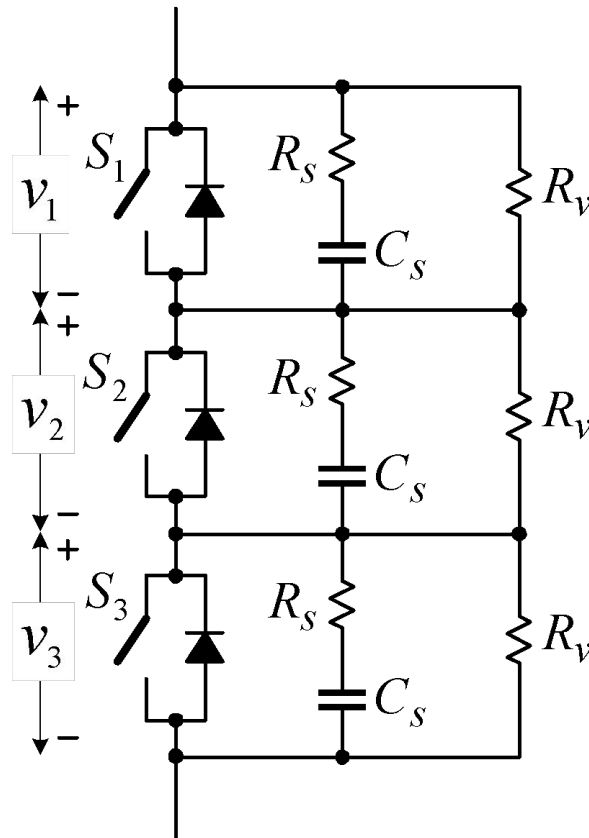 +
S₁
Rₛ
v₁
Rᵥ
Cₛ
−
+
S₂
Rₛ
v₂
Rᵥ
Cₛ
−
+
S₃
Rₛ
v₃
Rᵥ
Cₛ
−